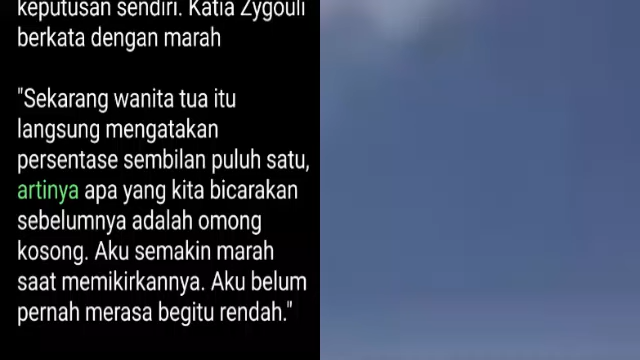 keputusan sendiri. Katia Zygouli
berkata dengan marah
"Sekarang wanita tua itu
langsung mengatakan
persentase sembilan puluh satu,
artinya apa yang kita bicarakan
sebelumnya adalah omong
kosong. Aku semakin marah
saat memikirkannya. Aku belum
pernah merasa begitu rendah."